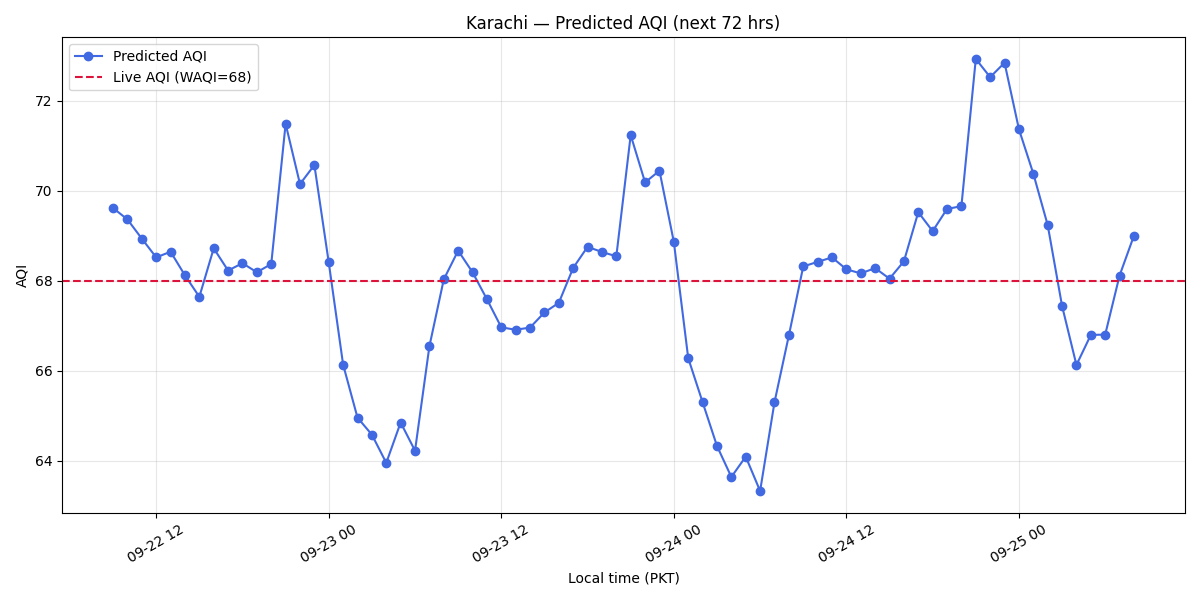 Karachi — Predicted AQI (next 72 hrs)
Predicted AQI
Live AQI (WAQI=68)
AQI
72
70
68
66
64
09-22 12
09-23 00
09-23 12
09-24 00
09-24 12
09-25 00
Local time (PKT)